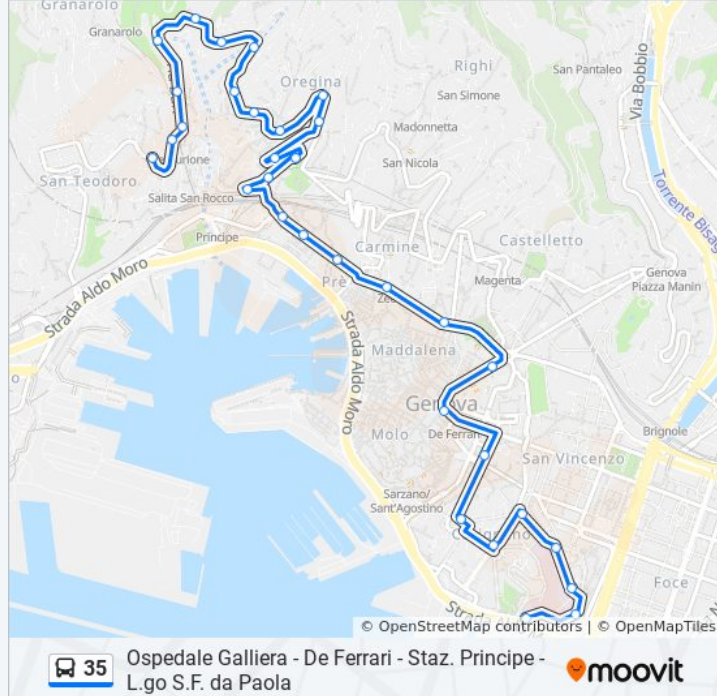 Granarolo
Granarolo
Oregina
Righi
San Simone
San Pantaleo
Via Bobbio
Madonnetta
San Nicola
San Teodoro
Salita San Rocco
Torrente Bisag
Principe
Carmine
Castelletto
Strada Aldo Moro
Prè
Magenta
Genova
Piazza Manin
Strada Aldo Moro
Maddalena
Genova
Molo
De Ferrari
Brignole
San Vincenzo
Sarzano/
Sant'Agostino
Foce
© OpenStreetMap contributors | © OpenMapTiles
35
Ospedale Galliera - De Ferrari - Staz. Principe -
L.go S.F. da Paola
moovit